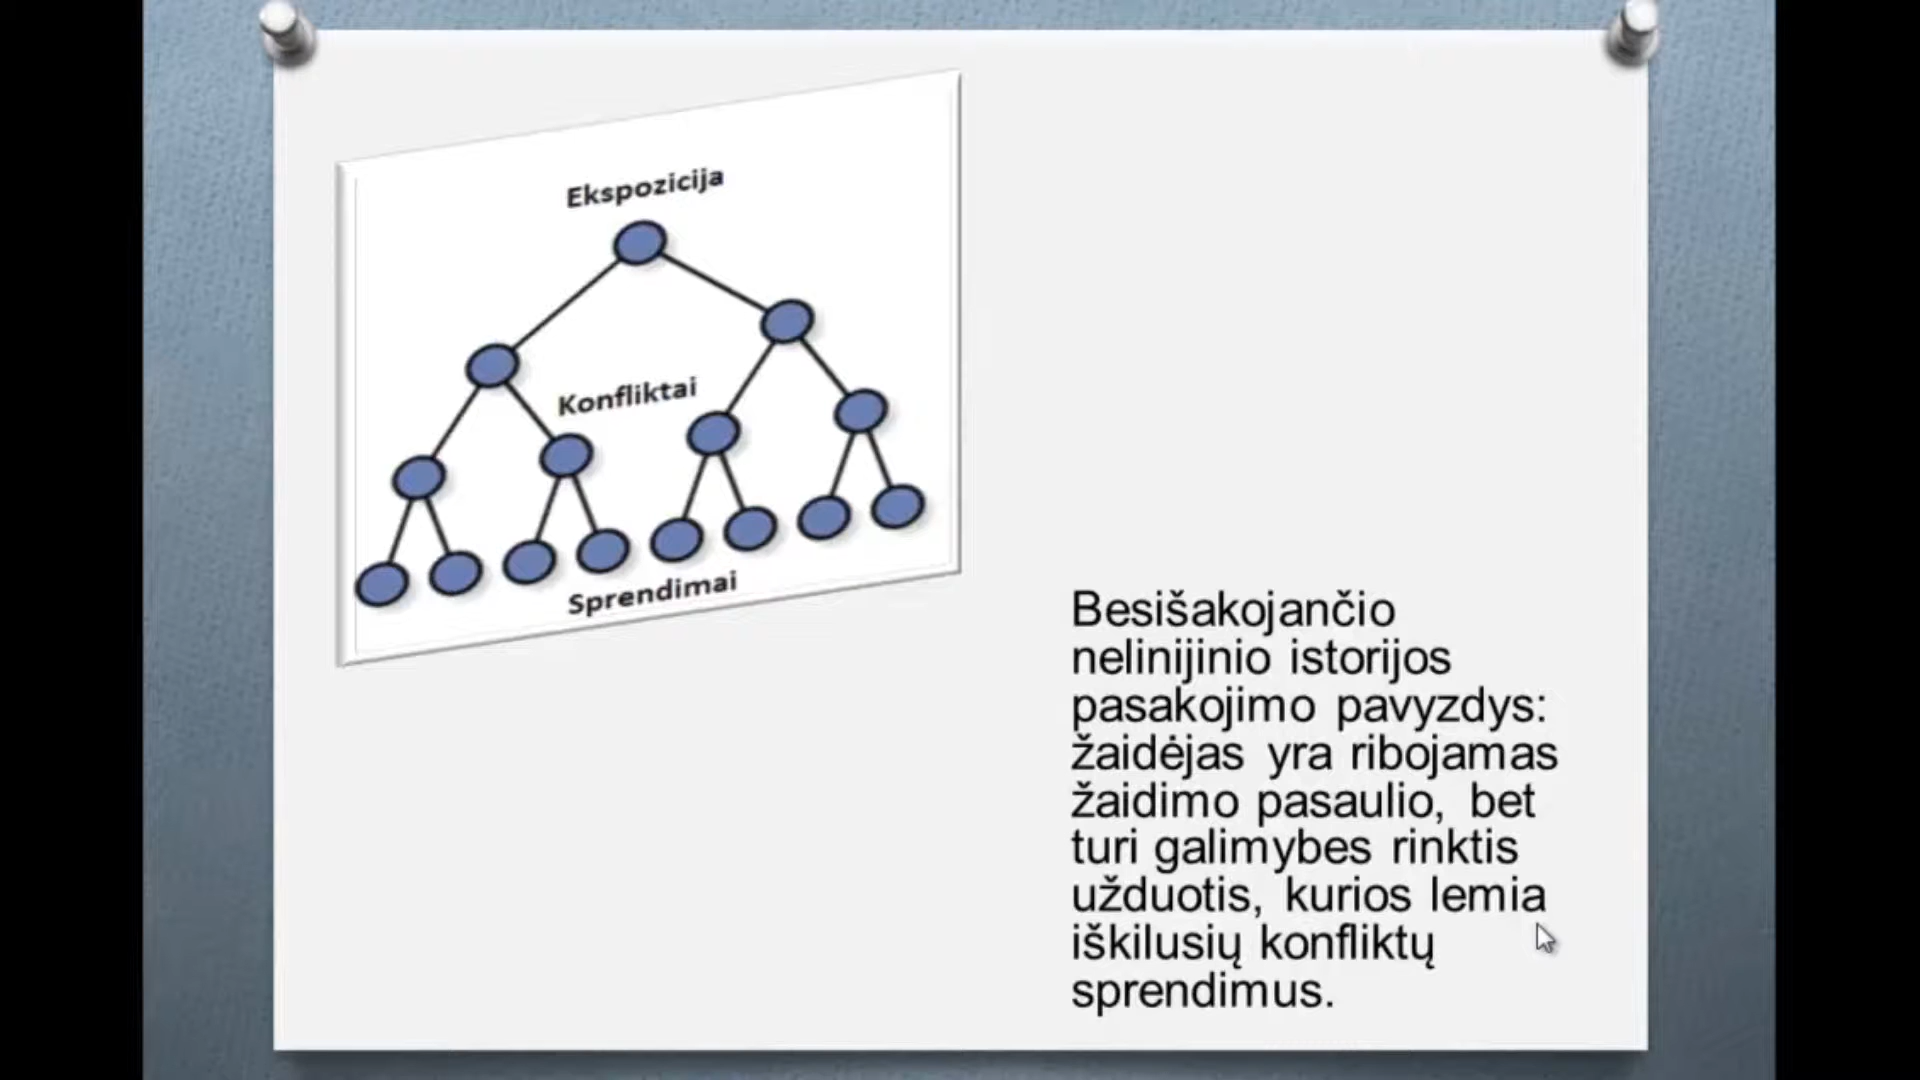 Ekspozicija
Konfliktai
Sprendimai
Besišakojančio
nelinijinio istorijos
pasakojimo pavyzdys:
žaidėjas yra ribojamas
žaidimo pasaulio, bet
turi galimybes rinktis
užduotis, kurios lemia
iškilusių konfliktų
sprendimus.